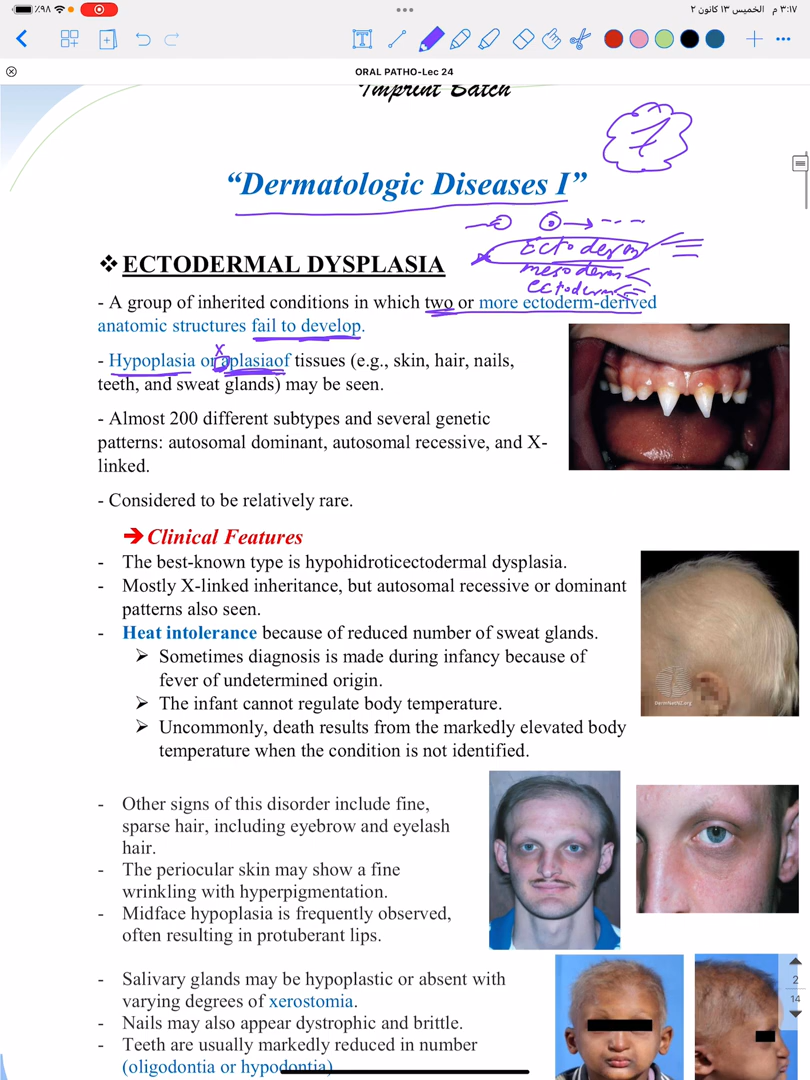 ٪٩٨
٣:١٧ م الخميس ١٣ كانون ٢
ORAL PATHO-Lec 24
Imprint Batch
1
“Dermatologic Diseases I”
Ectoderm
mesoderm
ectoderm
❖ ECTODERMAL DYSPLASIA
- A group of inherited conditions in which two or more ectoderm-derived
anatomic structures fail to develop.
x
- Hypoplasia or aplasiaof tissues (e.g., skin, hair, nails,
teeth, and sweat glands) may be seen.
- Almost 200 different subtypes and several genetic
patterns: autosomal dominant, autosomal recessive, and X-
linked.
- Considered to be relatively rare.
➔ Clinical Features
- The best-known type is hypohidroticectodermal dysplasia.
- Mostly X-linked inheritance, but autosomal recessive or dominant
patterns also seen.
- Heat intolerance because of reduced number of sweat glands.
➢ Sometimes diagnosis is made during infancy because of
fever of undetermined origin.
➢ The infant cannot regulate body temperature.
➢ Uncommonly, death results from the markedly elevated body
temperature when the condition is not identified.
DermNetNZ.org
- Other signs of this disorder include fine,
sparse hair, including eyebrow and eyelash
hair.
- The periocular skin may show a fine
wrinkling with hyperpigmentation.
- Midface hypoplasia is frequently observed,
often resulting in protuberant lips.
- Salivary glands may be hypoplastic or absent with
varying degrees of xerostomia.
- Nails may also appear dystrophic and brittle.
- Teeth are usually markedly reduced in number
(oligodontia or hypodontia)
2
14